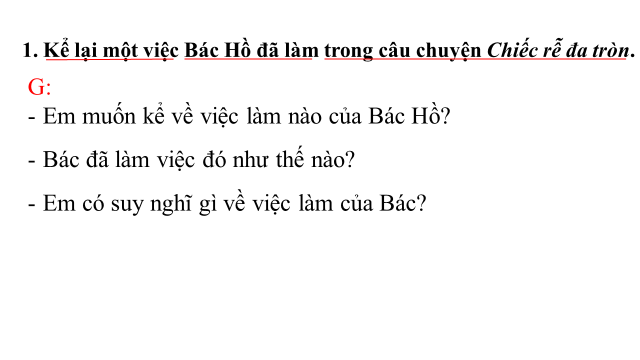 1. Kể lại một việc Bác Hồ đã làm trong câu chuyện Chiếc rễ đa tròn.
G:
- Em muốn kể về việc làm nào của Bác Hồ?
- Bác đã làm việc đó như thế nào?
- Em có suy nghĩ gì về việc làm của Bác?